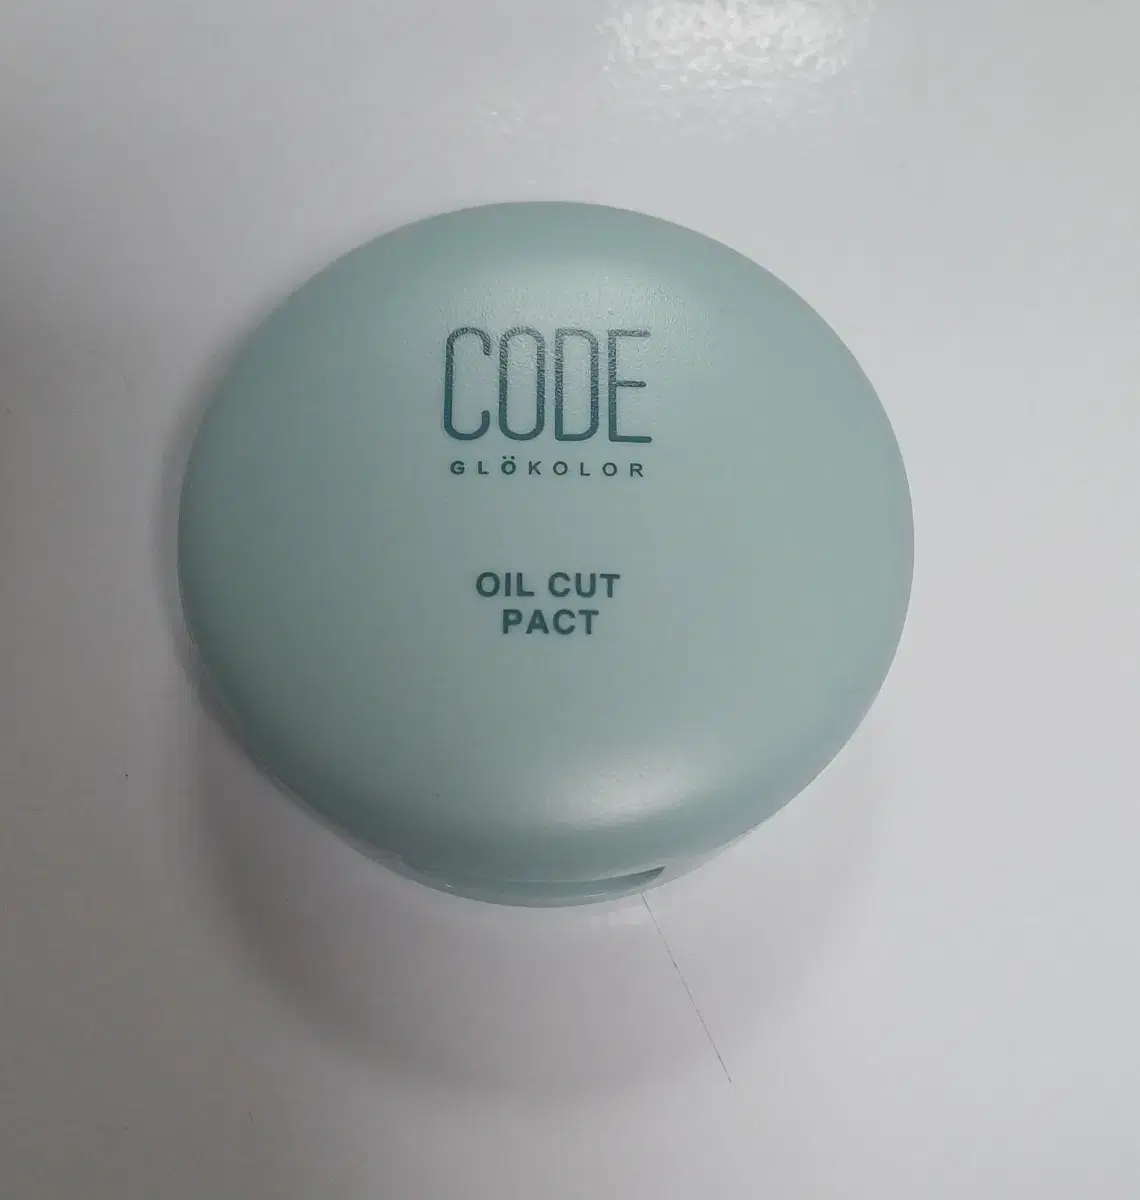 CODE
GLÖKOLOR
OIL CUT
PACT